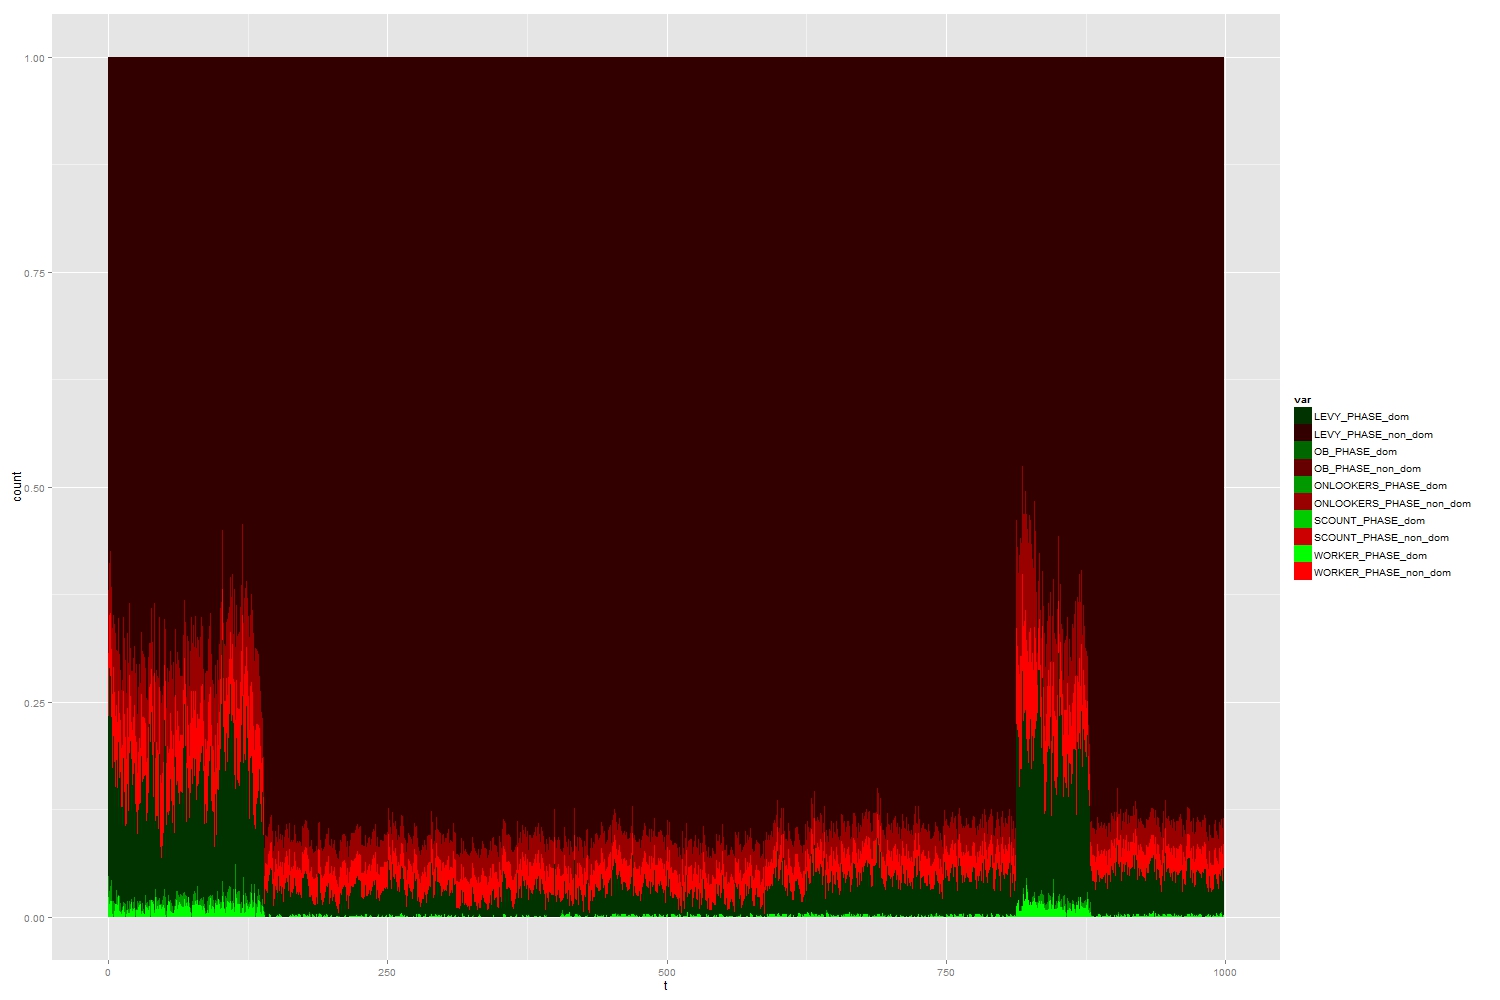 1.00
0.75
0.50
0.25
0.00
count
0
250
500
750
1000
t
var
LEVY_PHASE_dom
LEVY_PHASE_non_dom
OB_PHASE_dom
OB_PHASE_non_dom
ONLOOKERS_PHASE_dom
ONLOOKERS_PHASE_non_dom
SCOUNT_PHASE_dom
SCOUNT_PHASE_non_dom
WORKER_PHASE_dom
WORKER_PHASE_non_dom